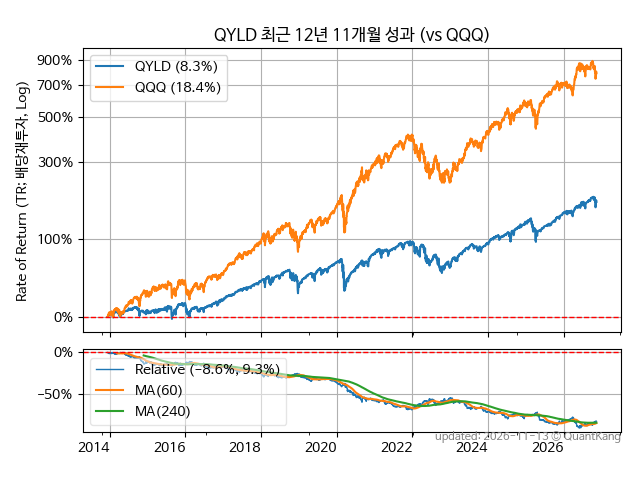 QYLD 최근 12년 11개월 성과 (vs QQQ)
Rate of Return (TR: 배당재투자, Log)
900%
700%
500%
300%
100%
0%
QYLD (8.3%)
QQQ (18.4%)
0%
−50%
Relative (−8.6%, 9.3%)
MA(60)
MA(240)
2014 2016 2018 2020 2022 2024 2026
updated: 2026-11-13 © QuantKang